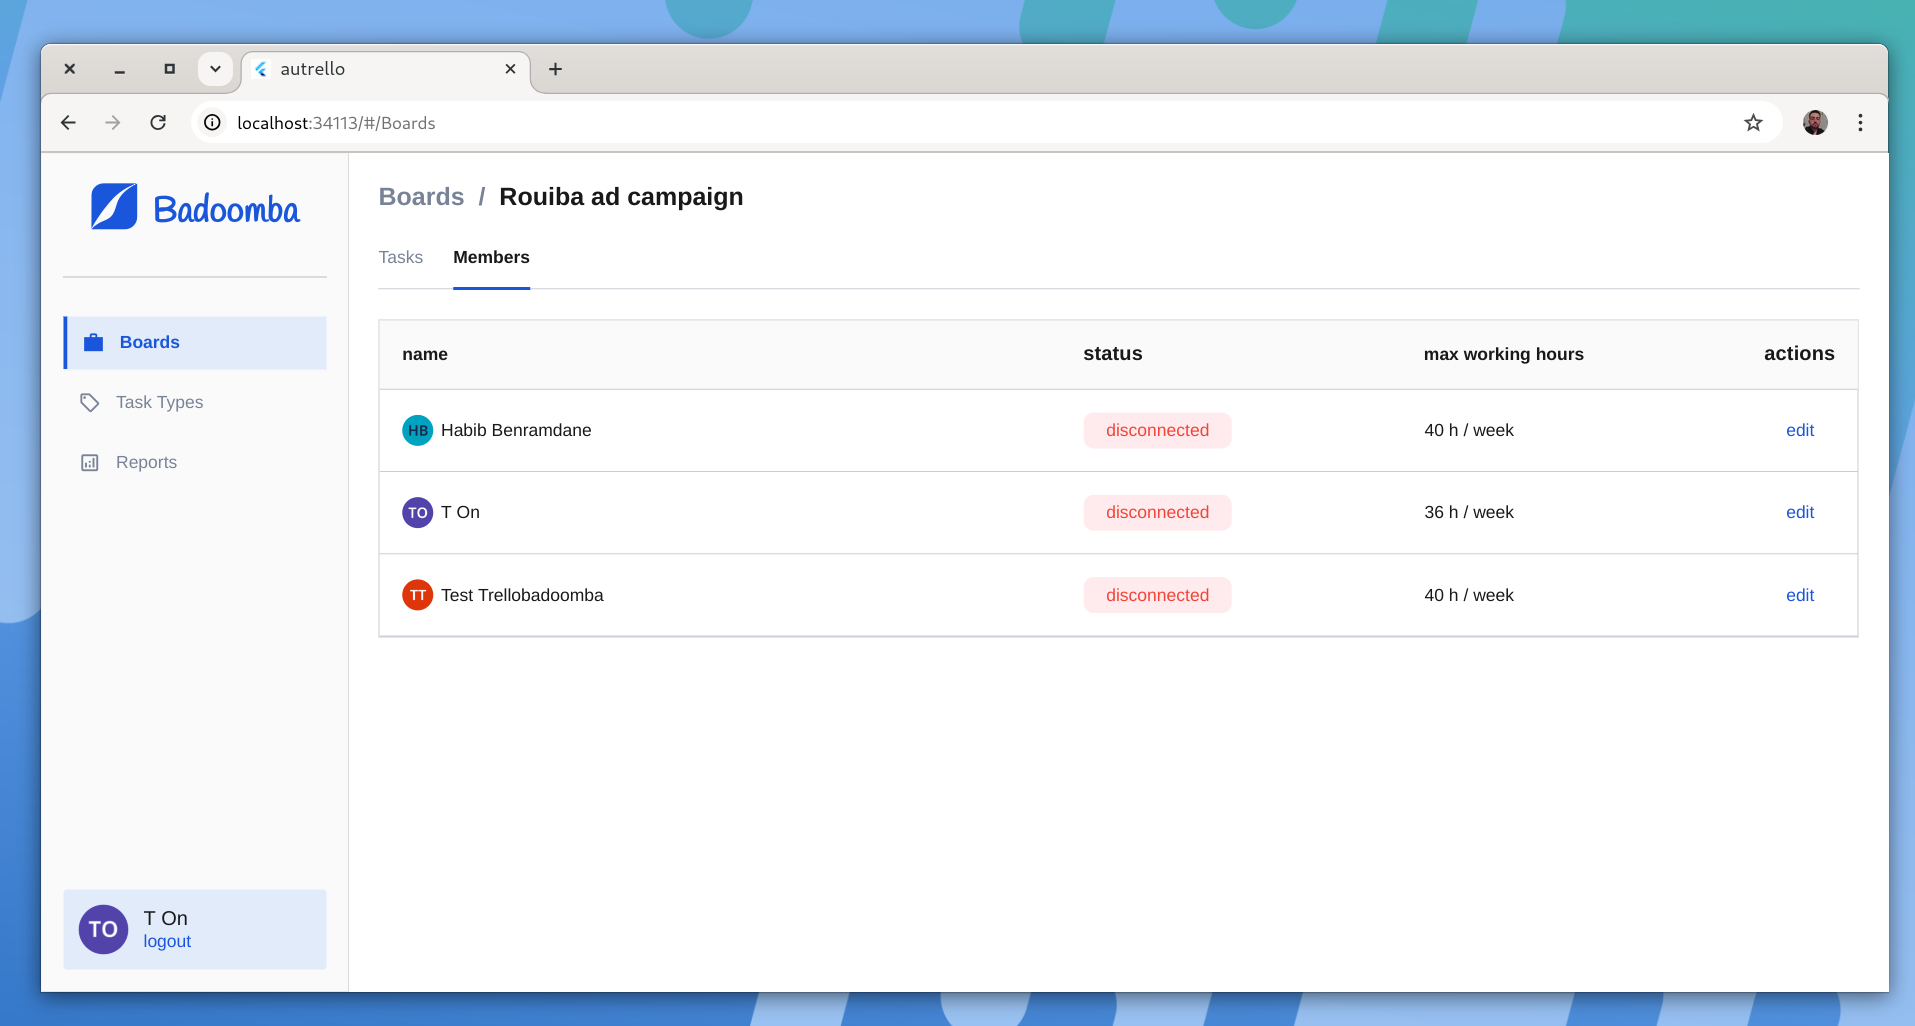 autrello
localhost:34113/#/Boards
Badoomba
Boards / Rouiba ad campaign
Tasks Members
Boards
Task Types
Reports
name status max working hours actions
HB Habib Benramdane disconnected 40 h / week edit
TO T On disconnected 36 h / week edit
TT Test Trellobadoomba disconnected 40 h / week edit
TO T On
logout